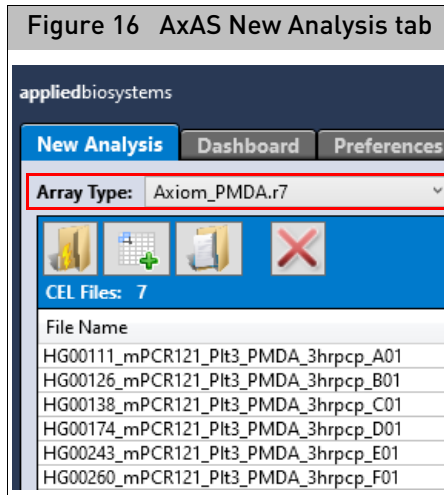 Figure 16 AxAS New Analysis tab
appliedbiosystems
New Analysis Dashboard Preferences
Array Type: Axiom_PMDA.r7
CEL Files: 7
File Name
HG00111_mPCR121_Plt3_PMDA_3hrpcp_A01
HG00126_mPCR121_Plt3_PMDA_3hrpcp_B01
HG00138_mPCR121_Plt3_PMDA_3hrpcp_C01
HG00174_mPCR121_Plt3_PMDA_3hrpcp_D01
HG00243_mPCR121_Plt3_PMDA_3hrpcp_E01
HG00260_mPCR121_Plt3_PMDA_3hrpcp_F01